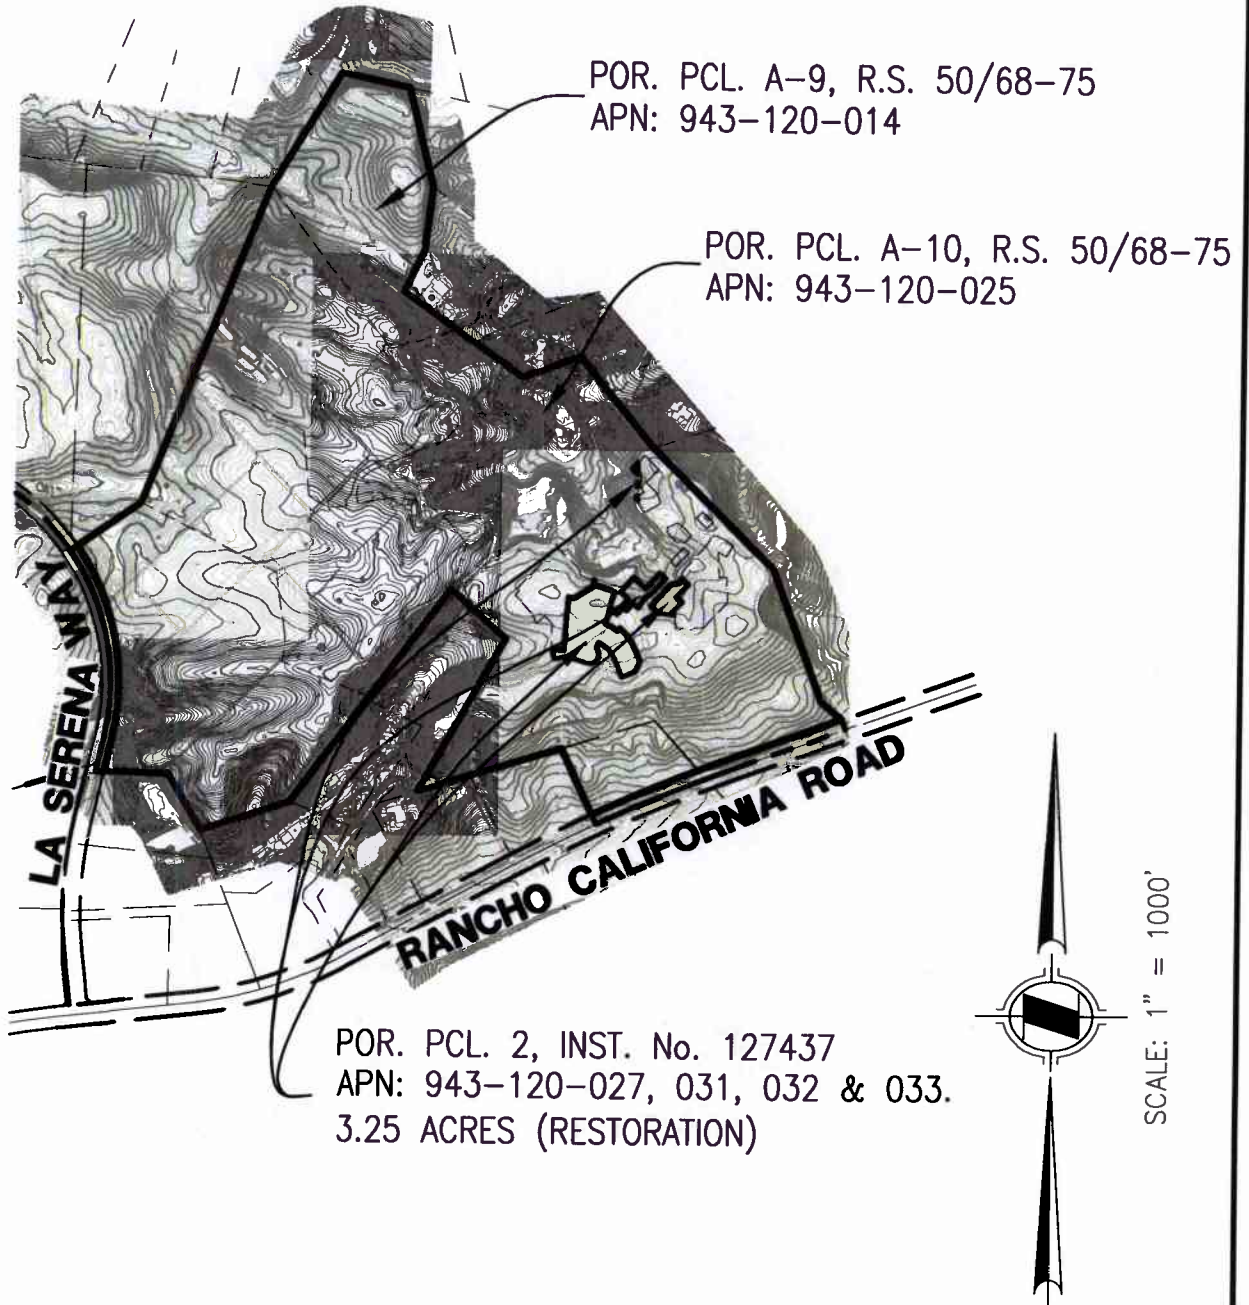 POR. PCL. A-9, R.S. 50/68-75
APN: 943-120-014
POR. PCL. A-10, R.S. 50/68-75
APN: 943-120-025
LA SERENA WAY
RANCHO CALIFORNIA ROAD
POR. PCL. 2, INST. No. 127437
APN: 943-120-027, 031, 032 & 033.
3.25 ACRES (RESTORATION)
SCALE: 1" = 1000'